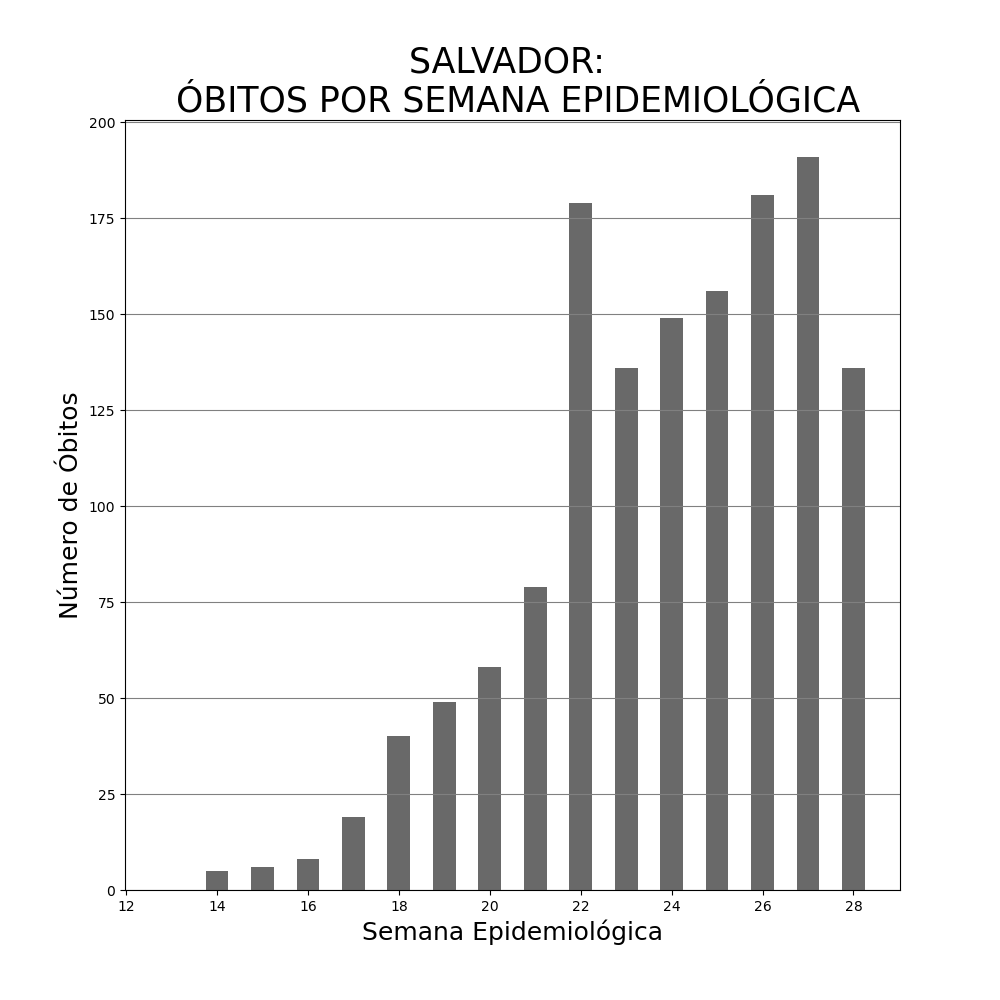 SALVADOR:
ÓBITOS POR SEMANA EPIDEMIOLÓGICA
200
175
150
125
100
75
50
25
0
Número de Óbitos
12 14 16 18 20 22 24 26 28
Semana Epidemiológica